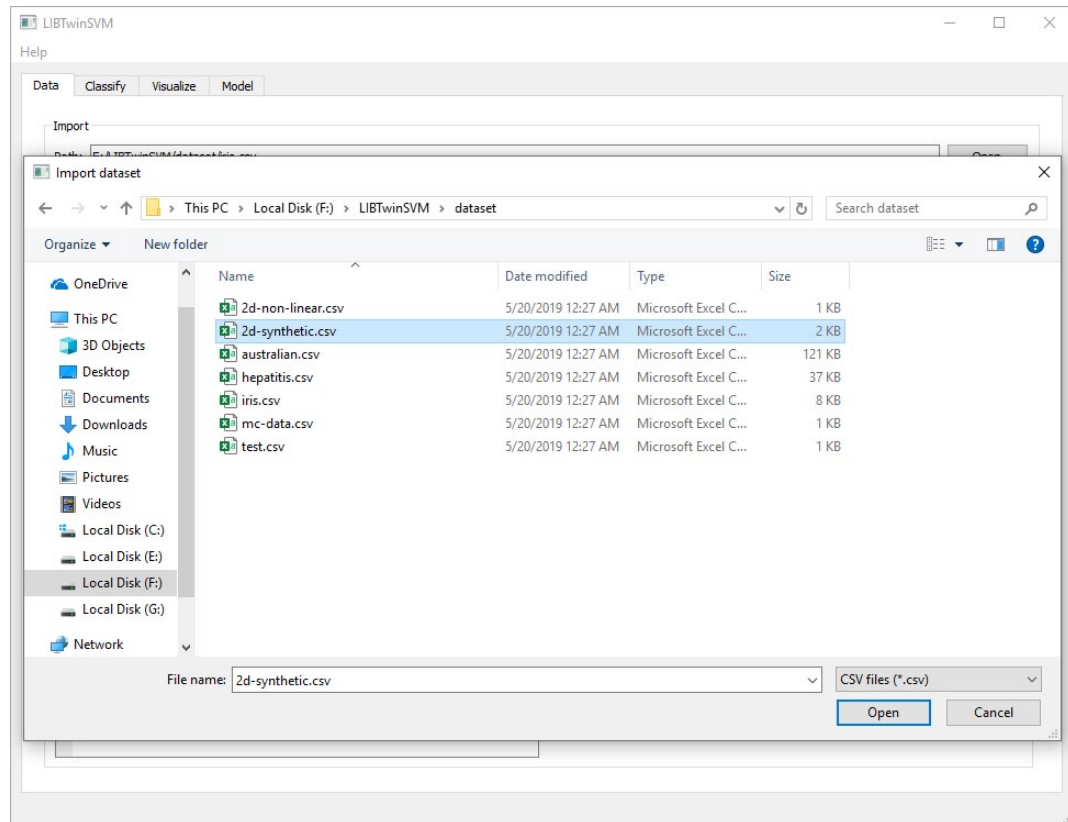 LIBTwinSVM
Help
Data Classify Visualize Model
Import
Import dataset
This PC > Local Disk (F:) > LIBTwinSVM > dataset
Search dataset
Organize New folder
Name Date modified Type Size
OneDrive
This PC
3D Objects
Desktop
Documents
Downloads
Music
Pictures
Videos
Local Disk (C:)
Local Disk (E:)
Local Disk (F:)
Local Disk (G:)
Network
2d-non-linear.csv 5/20/2019 12:27 AM Microsoft Excel C... 1 KB
2d-synthetic.csv 5/20/2019 12:27 AM Microsoft Excel C... 2 KB
australian.csv 5/20/2019 12:27 AM Microsoft Excel C... 121 KB
hepatitis.csv 5/20/2019 12:27 AM Microsoft Excel C... 37 KB
iris.csv 5/20/2019 12:27 AM Microsoft Excel C... 8 KB
mc-data.csv 5/20/2019 12:27 AM Microsoft Excel C... 1 KB
test.csv 5/20/2019 12:27 AM Microsoft Excel C... 1 KB
File name: 2d-synthetic.csv CSV files (*.csv)
Open Cancel